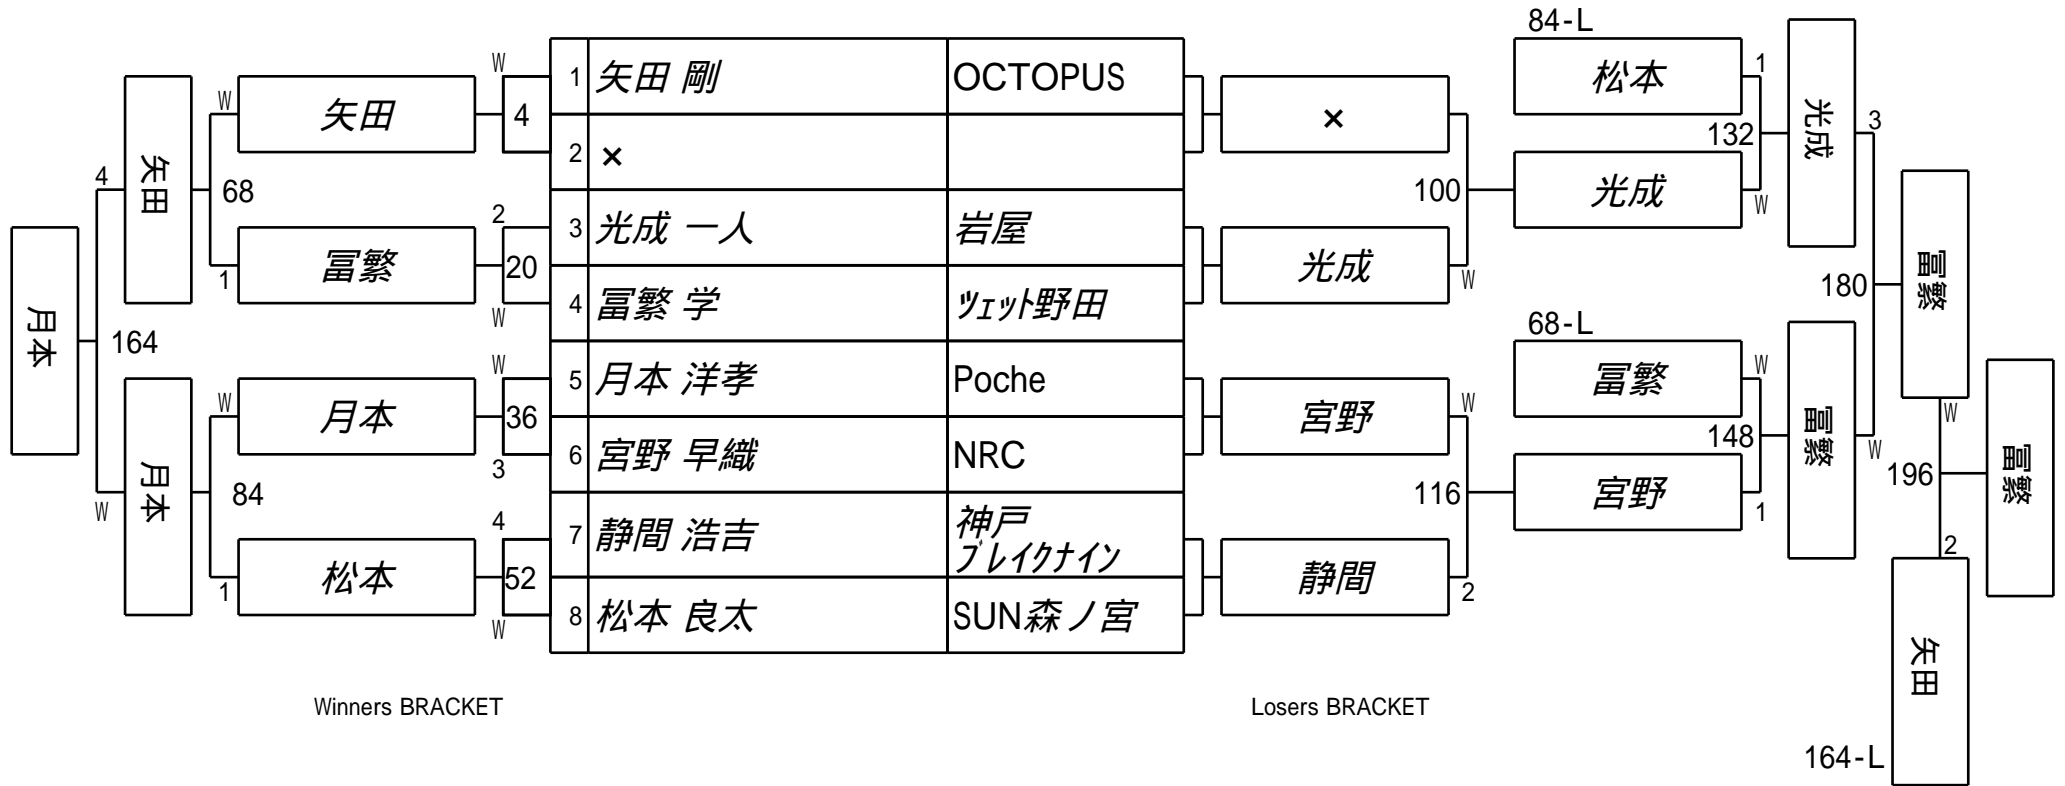 84-L
W
1 矢田 剛 OCTOPUS
松本 1
W 矢田 4
× 光成 3
132
2 ×
4 矢田 68
100 光成 W
2
3 光成 一人 岩屋
1 冨繁 20
光成 W
冨繁
180
4 冨繁 学 ツェット野田
W
68-L
月本 164
W
5 月本 洋孝 Poche
冨繁 W
W 月本 36
宮野 W
冨繁 W
W
148
6 宮野 早織 NRC
3
196 冨繁
W 月本 84
116 宮野 1
4
7 静間 浩吉 神戸
ブレイクナイン
1 松本 52
静間 2
2
8 松本 良太 SUN森ノ宮
W
矢田
Winners BRACKET
Losers BRACKET
164-L